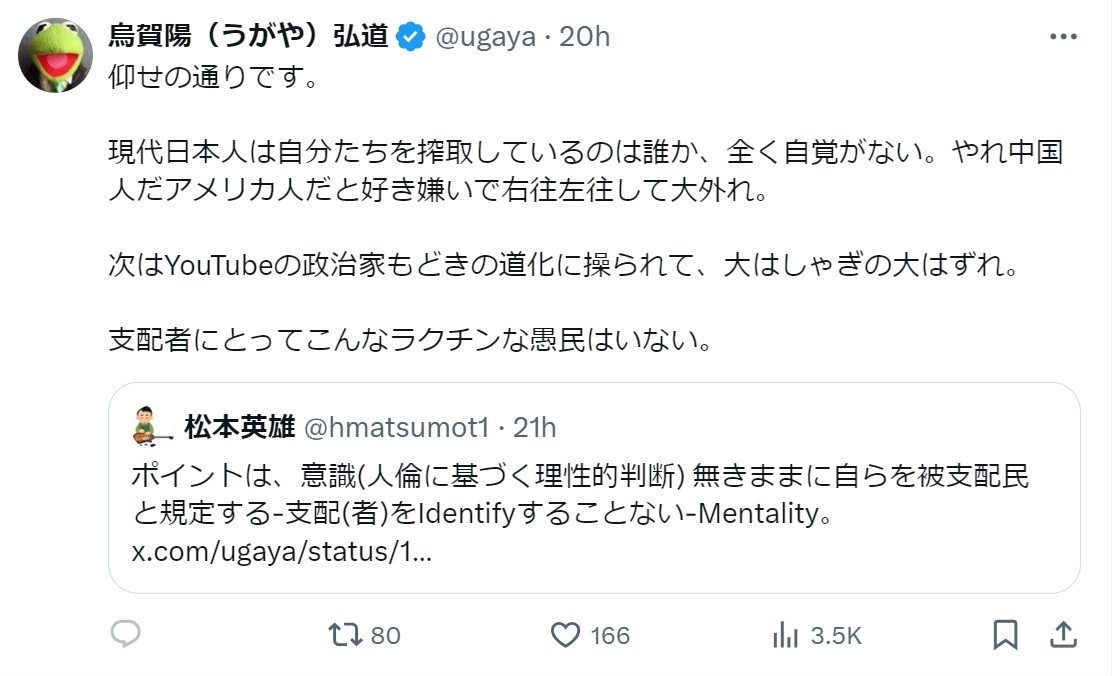 烏賀陽（うがや）弘道 @ugaya · 20h
仰せの通りです。
現代日本人は自分たちを搾取しているのは誰か、全く自覚がない。やれ中国
人だアメリカ人だと好き嫌いで右往左往して大外れ。
次はYouTubeの政治家もどきの道化に操られて、大はしゃぎの大はずれ。
支配者にとってこんなラクチンな愚民はいない。
松本英雄 @hmatsumot1 · 21h
ポイントは、意識(人倫に基づく理性的判断) 無きままに自らを被支配民
と規定する-支配(者)をIdentifyすることない-Mentality。
x.com/ugaya/status/1...
80 166 3.5K